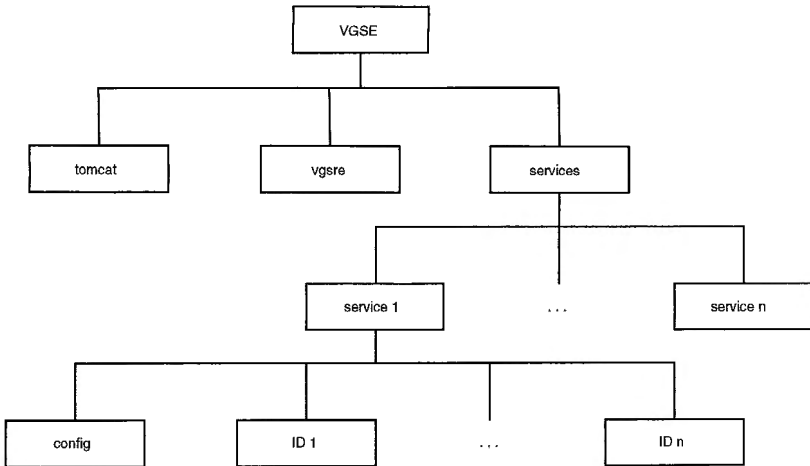 VGSE
tomcat
vgsre
services
service 1
. . .
service n
config
ID 1
. . .
ID n